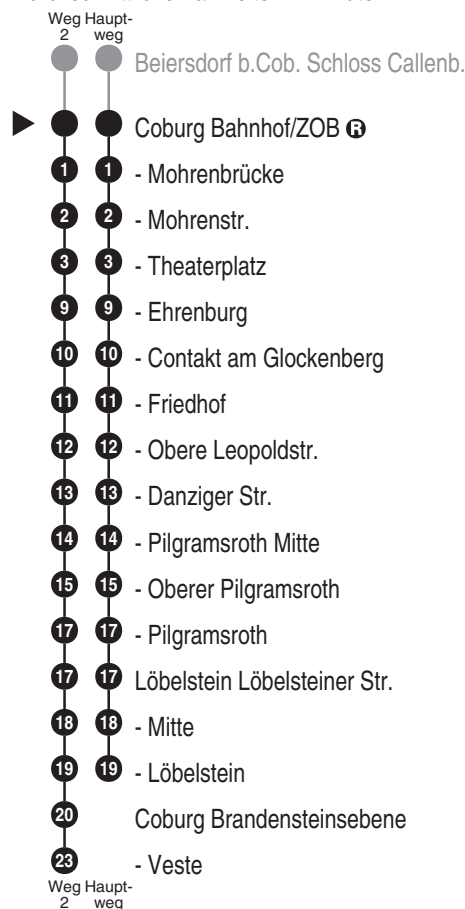 Weg Haupt-
2 weg
Beiersdorf b.Cob. Schloss Callenb.
Coburg Bahnhof/ZOB R
1 1 - Mohrenbrücke
2 2 - Mohrenstr.
3 3 - Theaterplatz
9 9 - Ehrenburg
10 10 - Contakt am Glockenberg
11 11 - Friedhof
12 12 - Obere Leopoldstr.
13 13 - Danziger Str.
14 14 - Pilgramsroth Mitte
15 15 - Oberer Pilgramsroth
17 17 - Pilgramsroth
17 17 Löbelstein Löbelsteiner Str.
18 18 - Mitte
19 19 - Löbelstein
20 Coburg Brandensteinsebene
23 - Veste
Weg Haupt-
2 weg